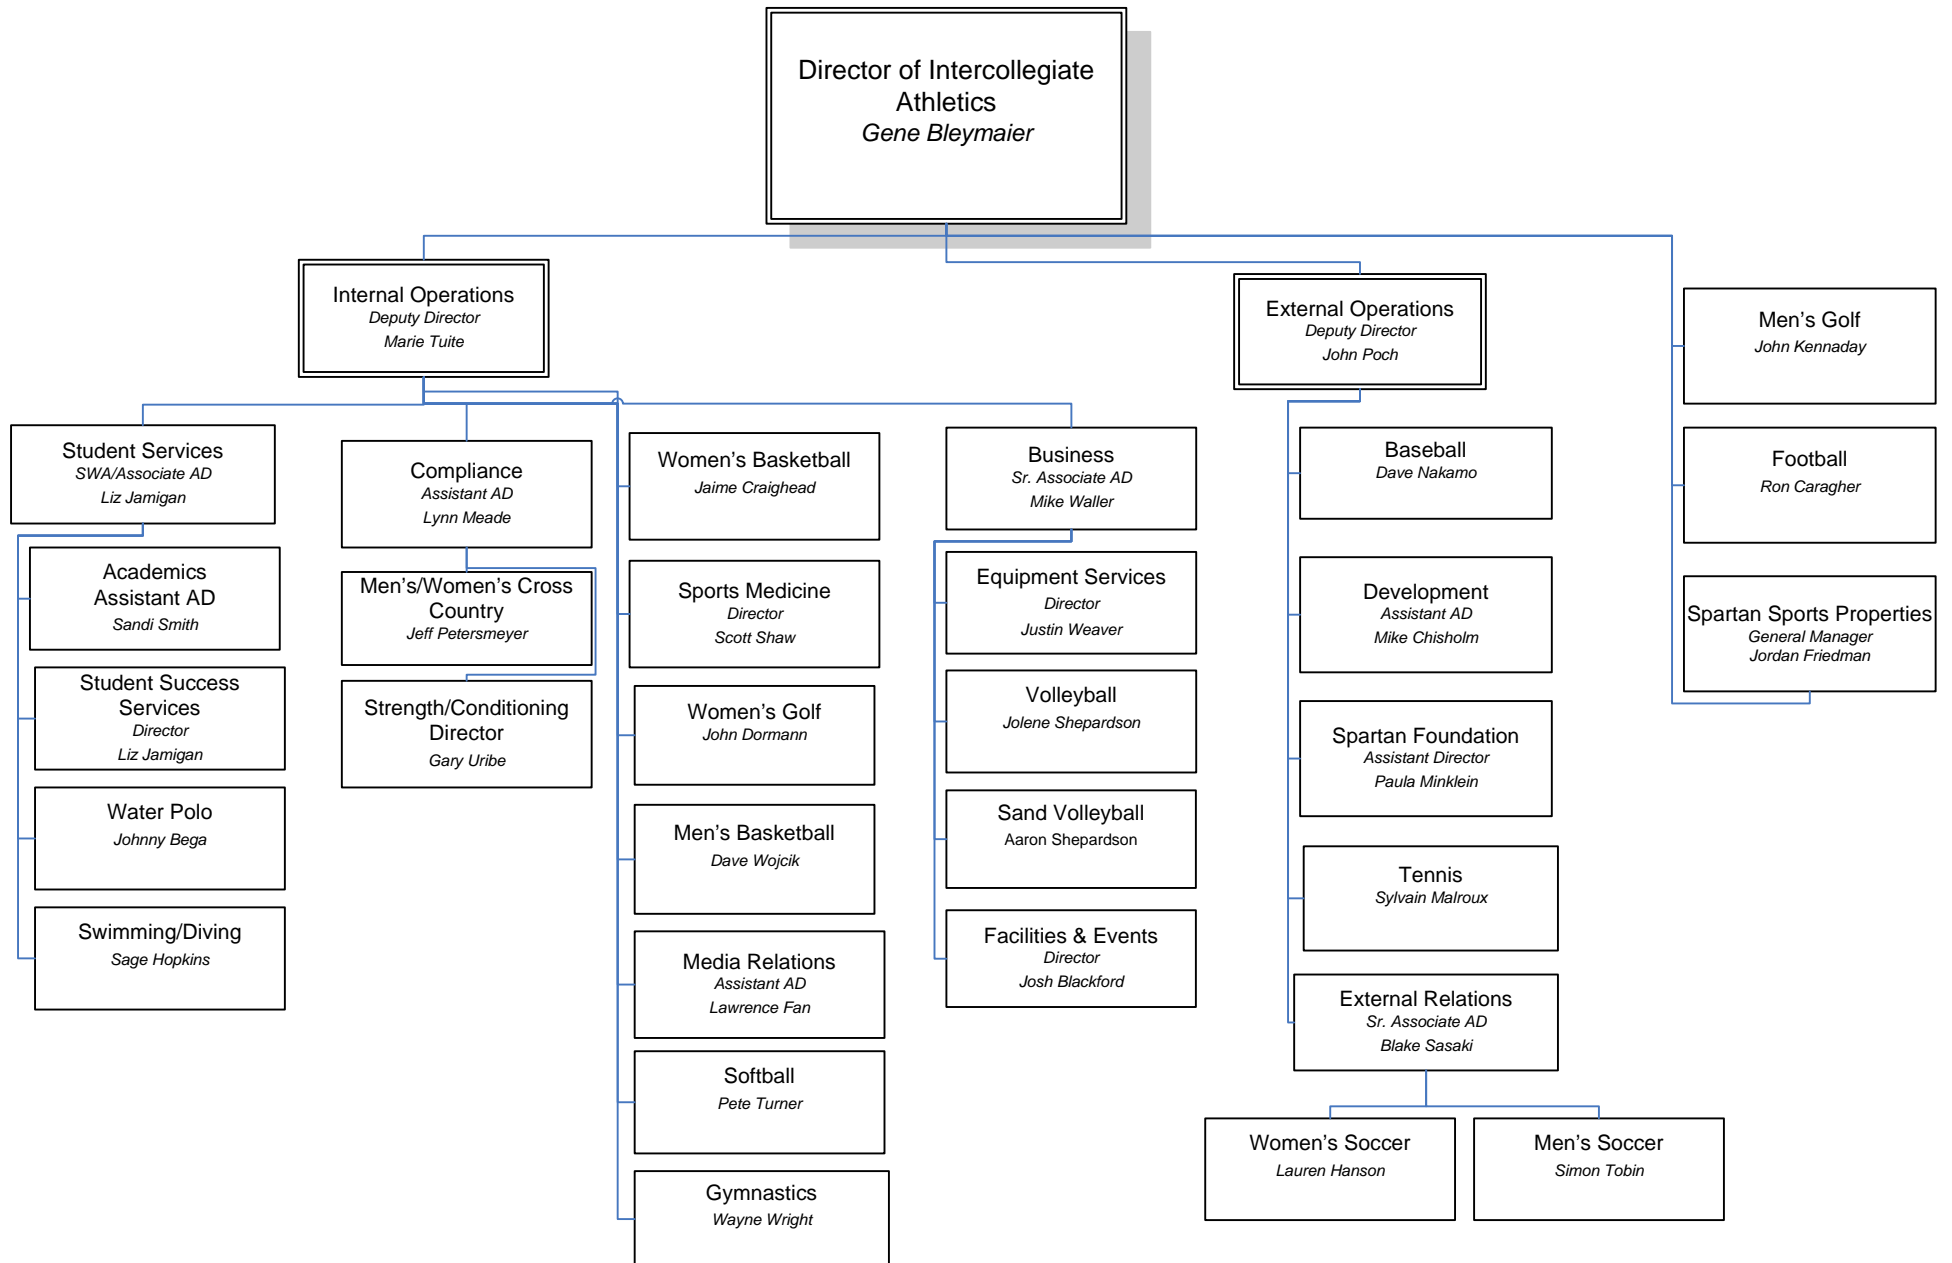 Director of Intercollegiate
Athletics
Gene Bleymaier
Internal Operations
Deputy Director
Marie Tuite
External Operations
Deputy Director
John Poch
Men's Golf
John Kennaday
Football
Ron Caragher
Spartan Sports Properties
General Manager
Jordan Friedman
Student Services
SWA/Associate AD
Liz Jamigan
Academics
Assistant AD
Sandi Smith
Student Success
Services
Director
Liz Jamigan
Water Polo
Johnny Bega
Swimming/Diving
Sage Hopkins
Compliance
Assistant AD
Lynn Meade
Men's/Women's Cross
Country
Jeff Petersmeyer
Strength/Conditioning
Director
Gary Uribe
Women's Basketball
Jaime Craighead
Sports Medicine
Director
Scott Shaw
Women's Golf
John Dormann
Men's Basketball
Dave Wojcik
Media Relations
Assistant AD
Lawrence Fan
Softball
Pete Turner
Gymnastics
Wayne Wright
Business
Sr. Associate AD
Mike Waller
Equipment Services
Director
Justin Weaver
Volleyball
Jolene Shepardson
Sand Volleyball
Aaron Shepardson
Facilities & Events
Director
Josh Blackford
Baseball
Dave Nakamo
Development
Assistant AD
Mike Chisholm
Spartan Foundation
Assistant Director
Paula Minklein
Tennis
Sylvain Malroux
External Relations
Sr. Associate AD
Blake Sasaki
Women's Soccer
Lauren Hanson
Men's Soccer
Simon Tobin